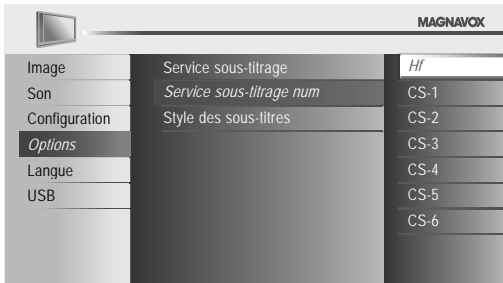 MAGNAVOX
Image
Son
Configuration
Options
Langue
USB
Service sous-titrage
Service sous-titrage num
Style des sous-titres
Hf
CS-1
CS-2
CS-3
CS-4
CS-5
CS-6